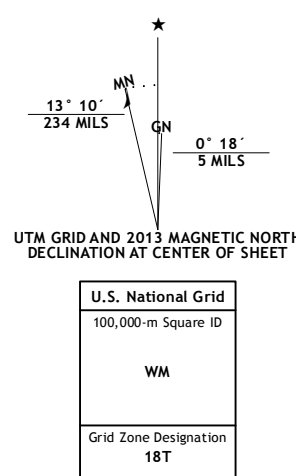 MN
13° 10´
234 MILS
GN
0° 18´
5 MILS
UTM GRID AND 2013 MAGNETIC NORTH
DECLINATION AT CENTER OF SHEET
U.S. National Grid
100,000-m Square ID
WM
Grid Zone Designation
18T